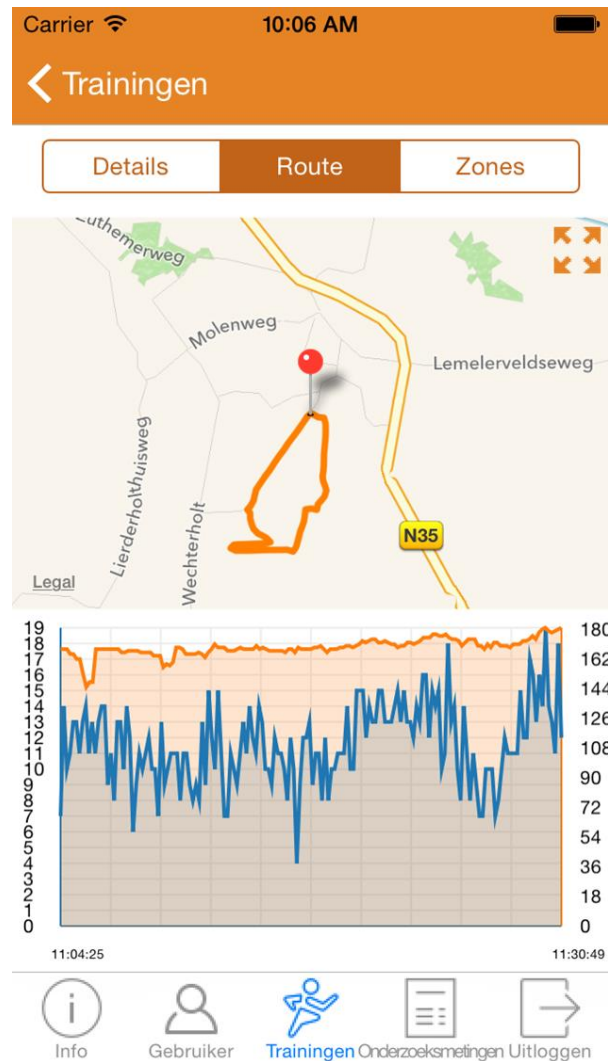 Carrier 10:06 AM
Trainingen
Details Route Zones
Molenweg
Lemelerveldseweg
Lierderholthuisweg
Wechterholt
N35
Legal
19 180
18
17 162
16
15 144
14
13 126
12
11 108
10
9 90
8
7 72
6
5 54
4
3 36
2
1 18
0 0
11:04:25 11:30:49
Info Gebruiker Trainingen Onderzoeksmetingen Uitloggen